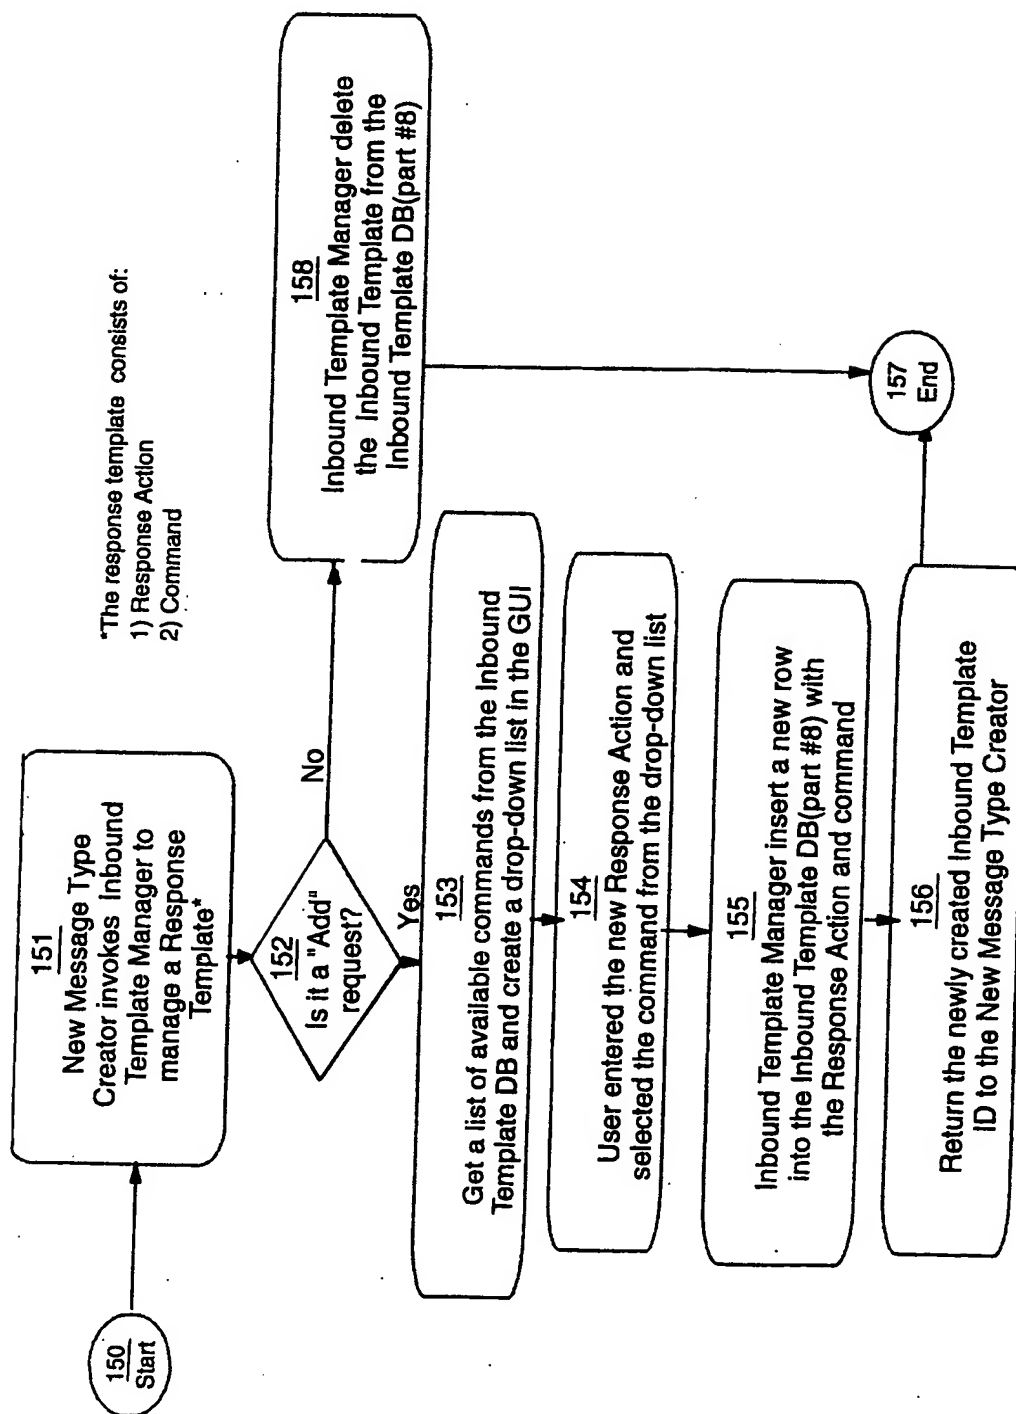 150
Start
151
New Message Type
Creator invokes Inbound
Template Manager to
manage a Response
Template*
*The response template consists of:
1) Response Action
2) Command
152
Is it a "Add"
request?
No
Yes
158
Inbound Template Manager delete
the Inbound Template from the
Inbound Template DB(part #8)
153
Get a list of available commands from the Inbound
Template DB and create a drop-down list in the GUI
154
User entered the new Response Action and
selected the command from the drop-down list
155
Inbound Template Manager insert a new row
into the Inbound Template DB(part #8) with
the Response Action and command
156
Return the newly created Inbound Template
ID to the New Message Type Creator
157
End